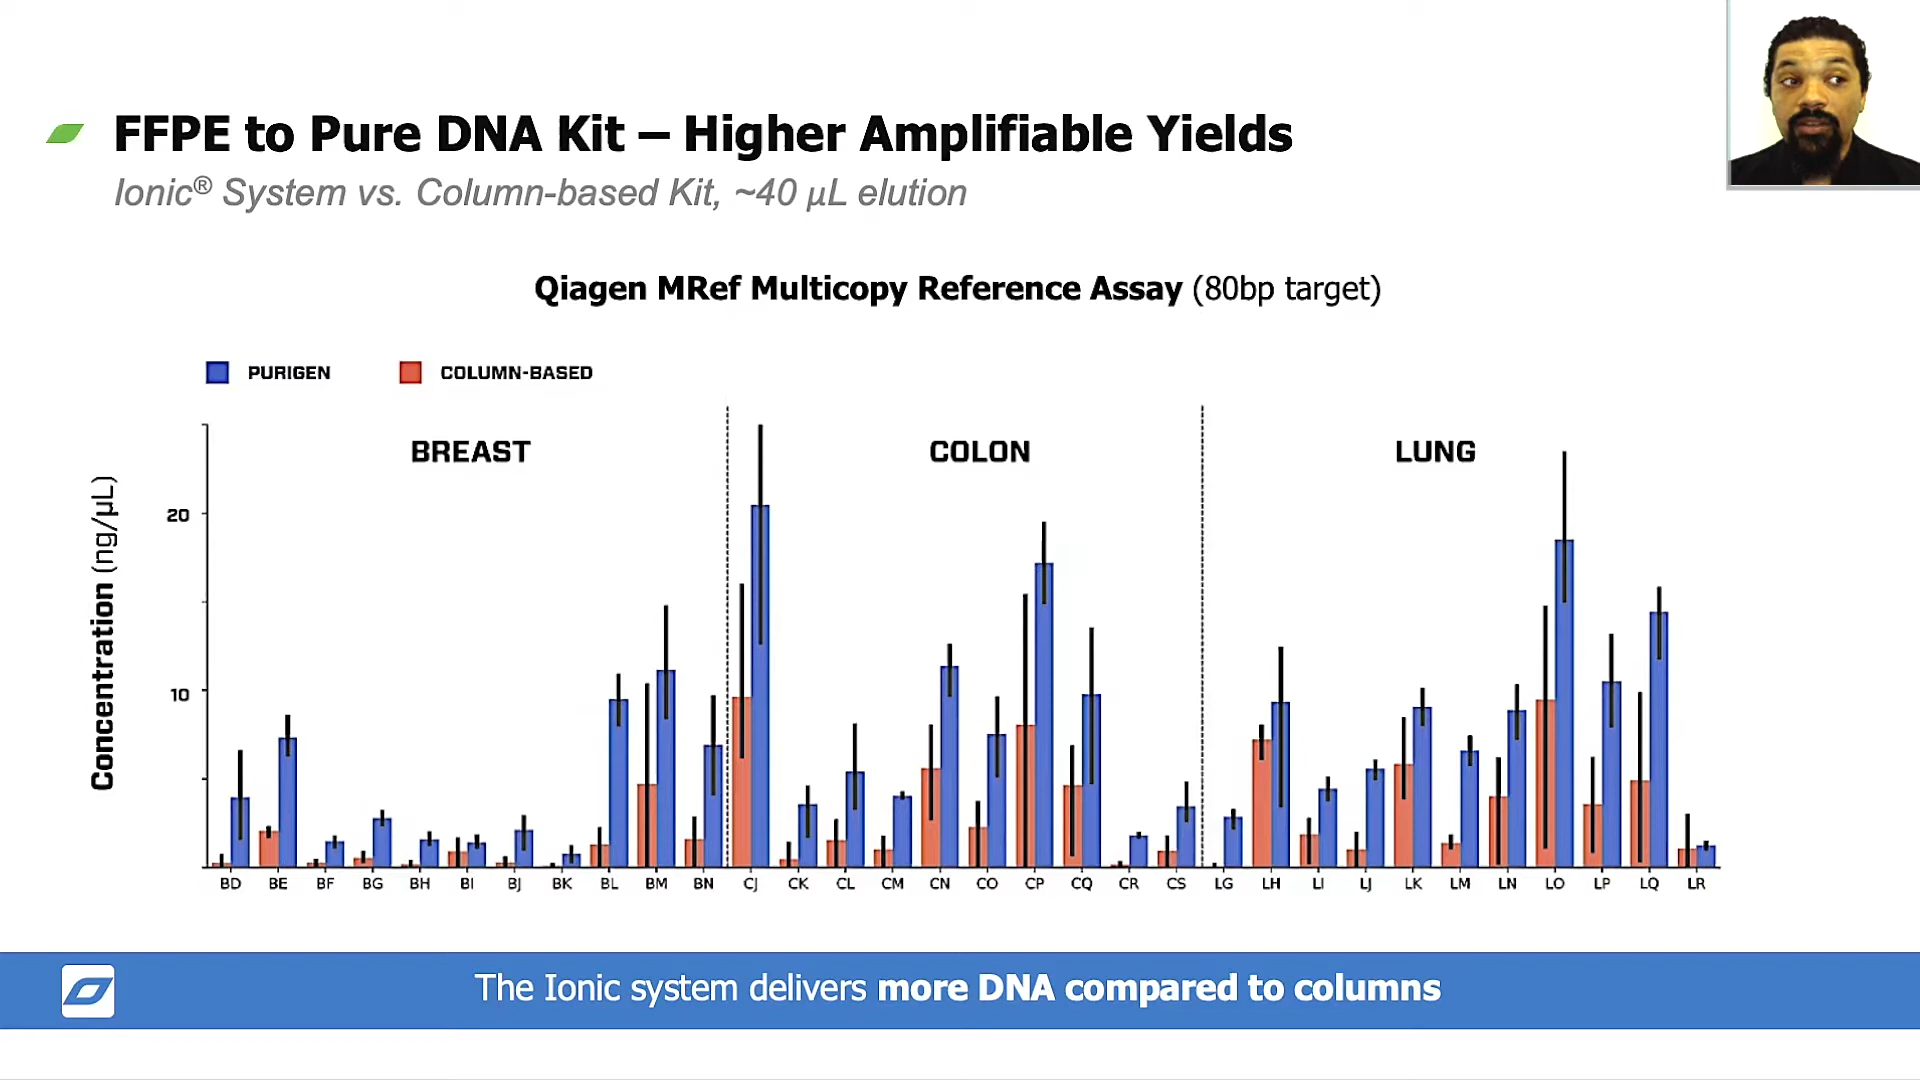 FFPE to Pure DNA Kit – Higher Amplifiable Yields
Ionic® System vs. Column-based Kit, ~40 µL elution
Qiagen MRef Multicopy Reference Assay (80bp target)
PURIGEN
COLUMN-BASED
BREAST
COLON
LUNG
Concentration (ng/µL)
20
10
BD BE BF BG BH BI BJ BK BL BM BN CJ CK CL CM CN CO CP CQ CR CS LG LH LI LJ LK LM LN LO LP LQ LR
The Ionic system delivers more DNA compared to columns